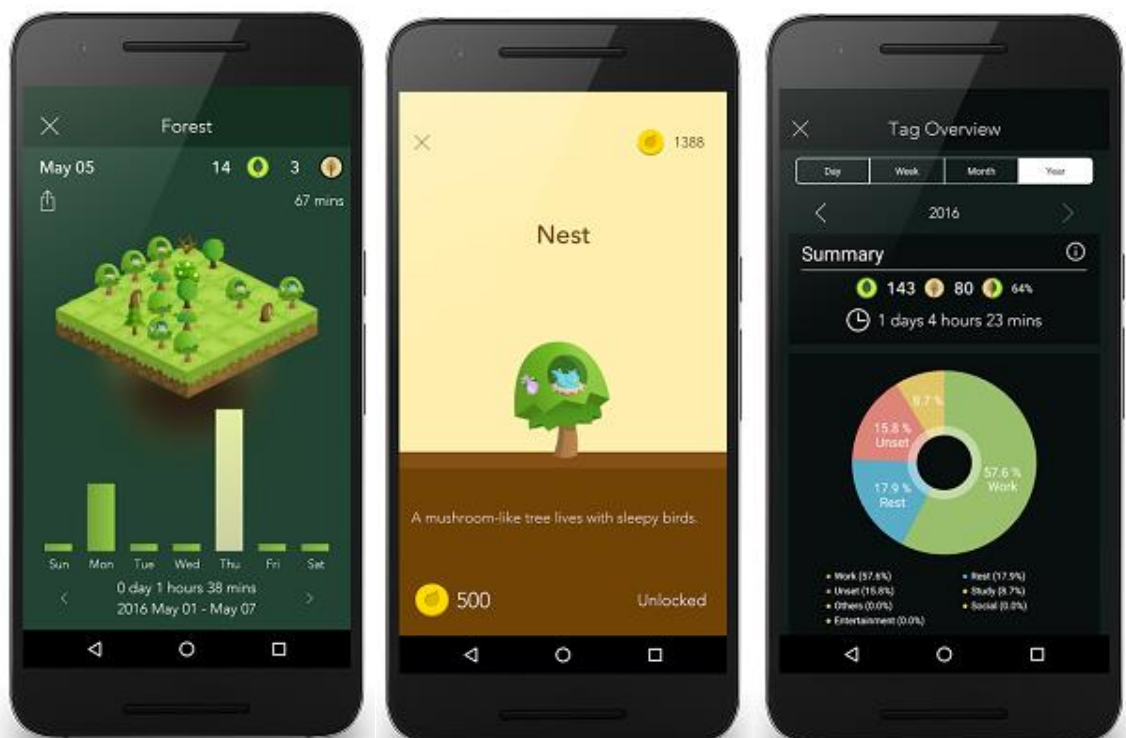 Forest
May 05 14 3
67 mins
Sun Mon Tue Wed Thu Fri Sat
0 day 1 hours 38 mins
2016 May 01 - May 07
1388
Nest
A mushroom-like tree lives with sleepy birds.
500 Unlocked
Tag Overview
Day Week Month Year
2016
Summary
143 80 64%
1 days 4 hours 23 mins
8.7 %
15.8 %
Unset
57.6 %
Work
17.9 %
Rest
Work (57.6%) Rest (17.9%)
Unset (15.8%) Study (8.7%)
Others (0.0%) Social (0.0%)
Entertainment (0.0%)